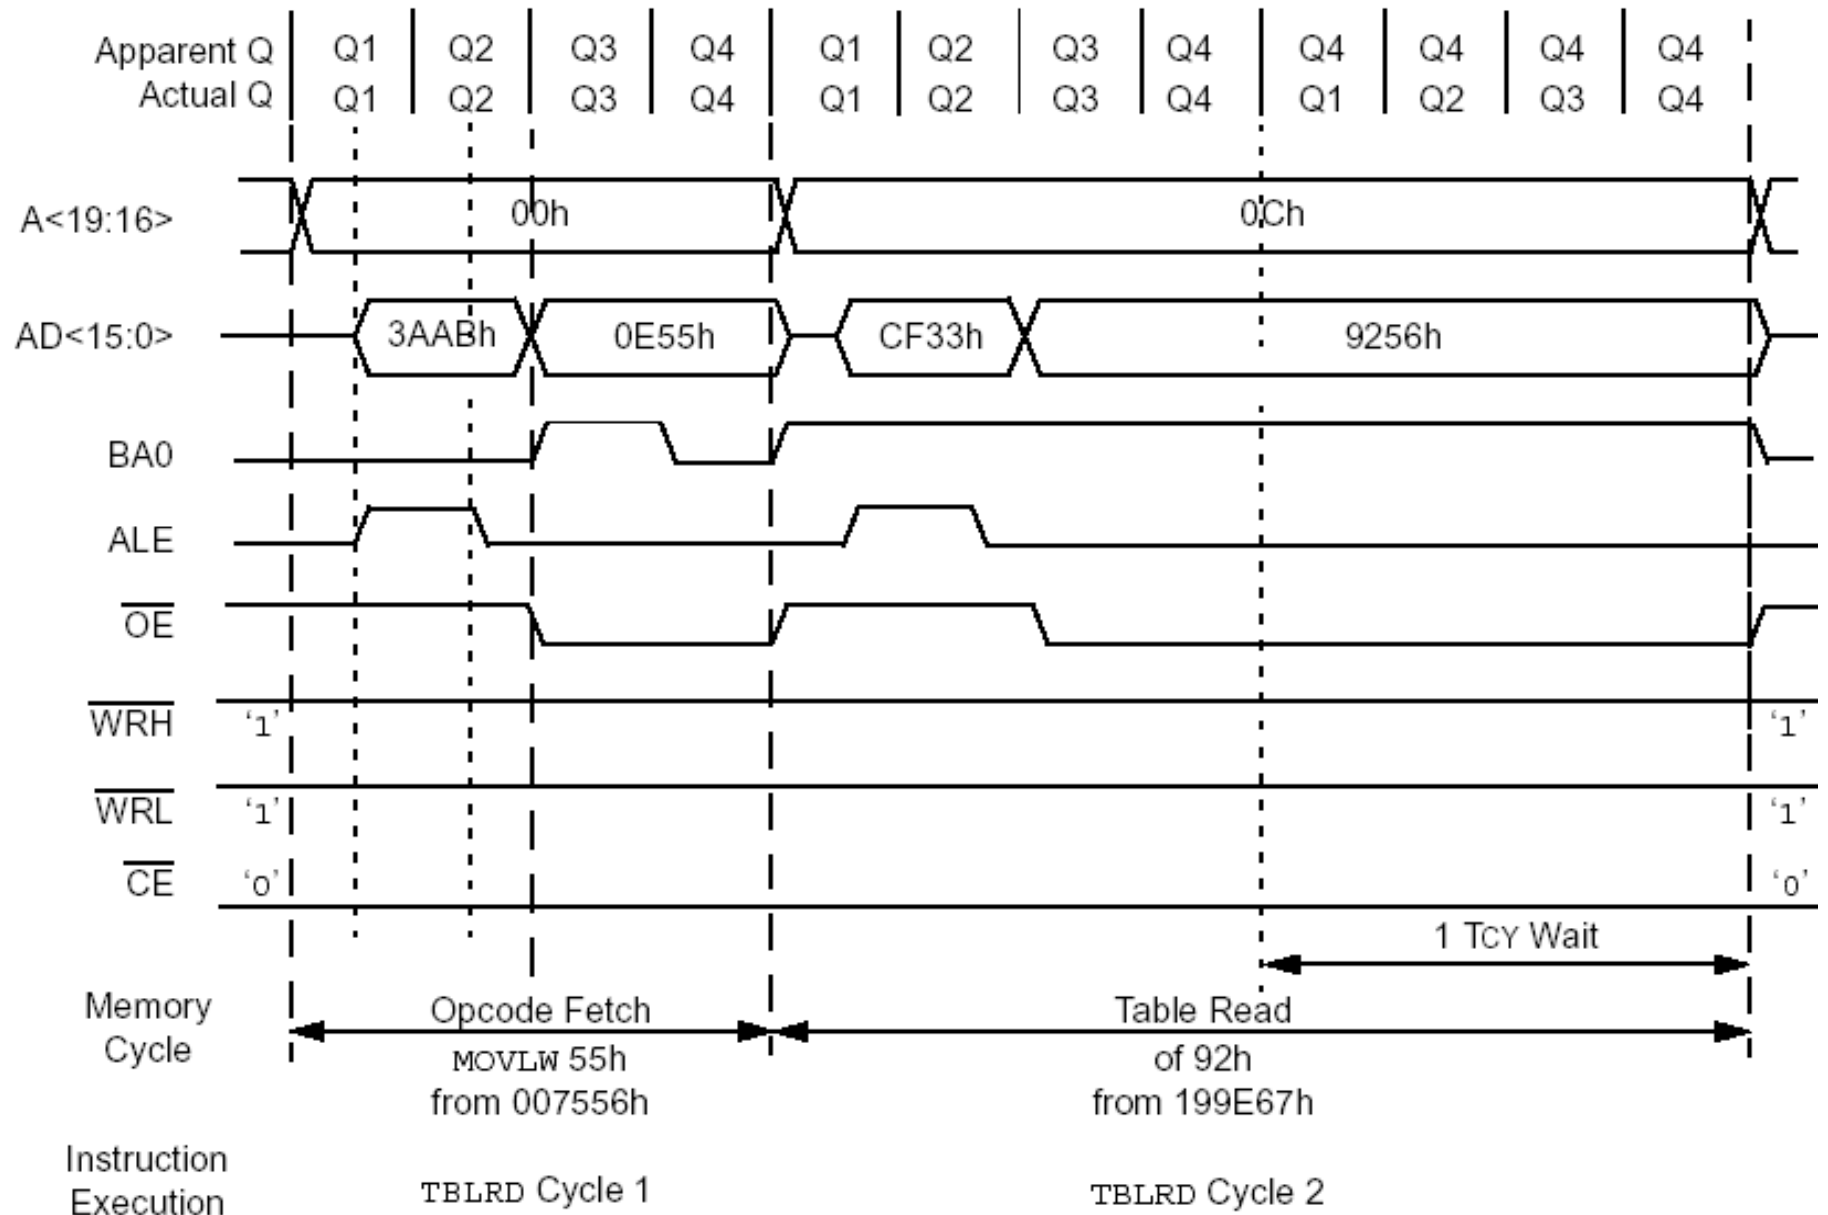 Apparent Q Q1 Q2 Q3 Q4 Q1 Q2 Q3 Q4 Q4 Q4 Q4 Q4
Actual Q Q1 Q2 Q3 Q4 Q1 Q2 Q3 Q4 Q1 Q2 Q3 Q4
A<19:16> 00h 0Ch
AD<15:0> 3AABh 0E55h CF33h 9256h
BA0
ALE
OE
WRH ‘1’ ‘1’
WRL ‘1’ ‘1’
CE ‘0’ ‘0’
1 TCY Wait
Memory
Cycle
Opcode Fetch
MOVLW 55h
from 007556h
Table Read
of 92h
from 199E67h
Instruction
Execution
TBLRD Cycle 1
TBLRD Cycle 2